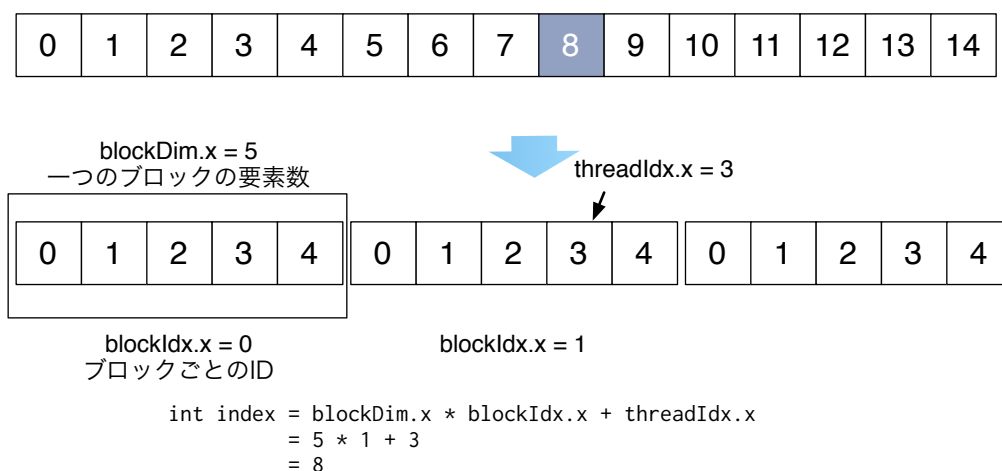 0 1 2 3 4 5 6 7 8 9 10 11 12 13 14
blockDim.x = 5
一つのブロックの要素数
threadIdx.x = 3
0 1 2 3 4 0 1 2 3 4 0 1 2 3 4
blockIdx.x = 0
ブロックごとのID
blockIdx.x = 1
int index = blockDim.x * blockIdx.x + threadIdx.x
= 5 * 1 + 3
= 8